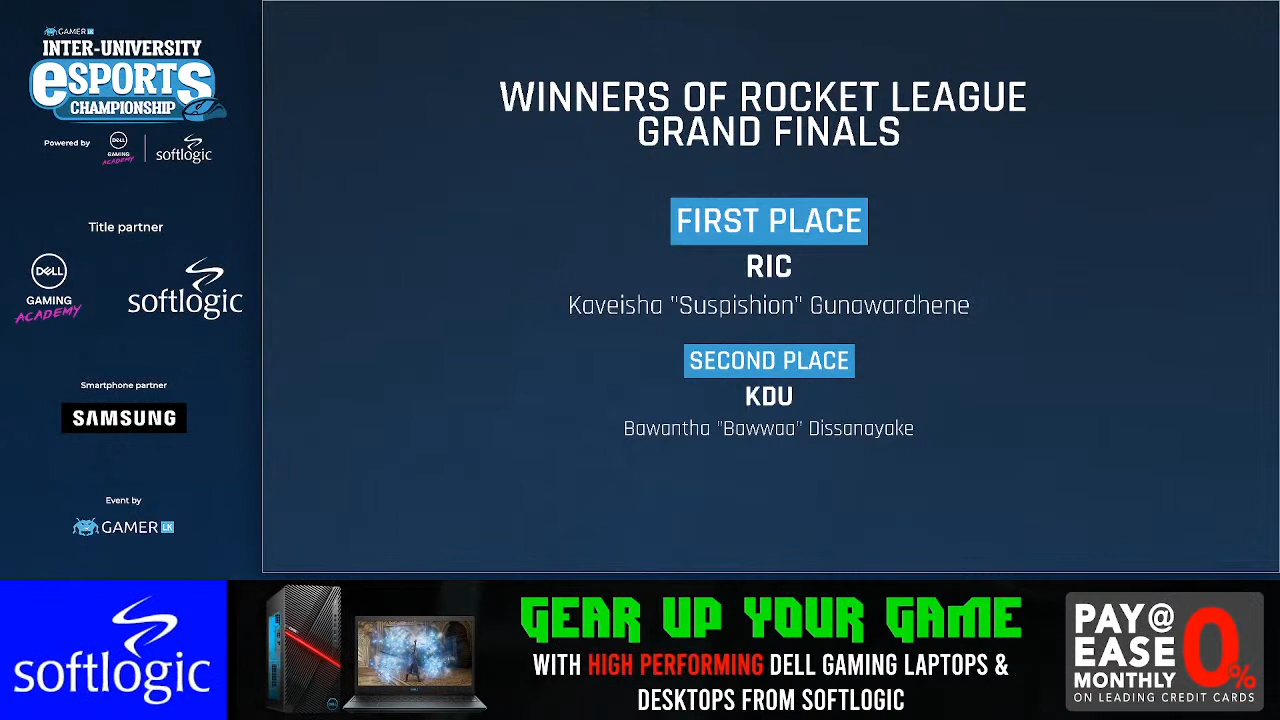 GAMER LK
INTER-UNIVERSITY
eSPORTS
CHAMPIONSHIP
Powered by
DELL
GAMING
ACADEMY
softlogic
Title partner
DELL
GAMING
ACADEMY
softlogic
Smartphone partner
SAMSUNG
Event by
GAMER LK
WINNERS OF ROCKET LEAGUE
GRAND FINALS
FIRST PLACE
RIC
Kaveisha "Suspishion" Gunawardhene
SECOND PLACE
KDU
Bawantha "Bawwaa" Dissanayake
softlogic
GEAR UP YOUR GAME
WITH HIGH PERFORMING DELL GAMING LAPTOPS &
DESKTOPS FROM SOFTLOGIC
PAY@
EASE
MONTHLY
0%
ON LEADING CREDIT CARDS